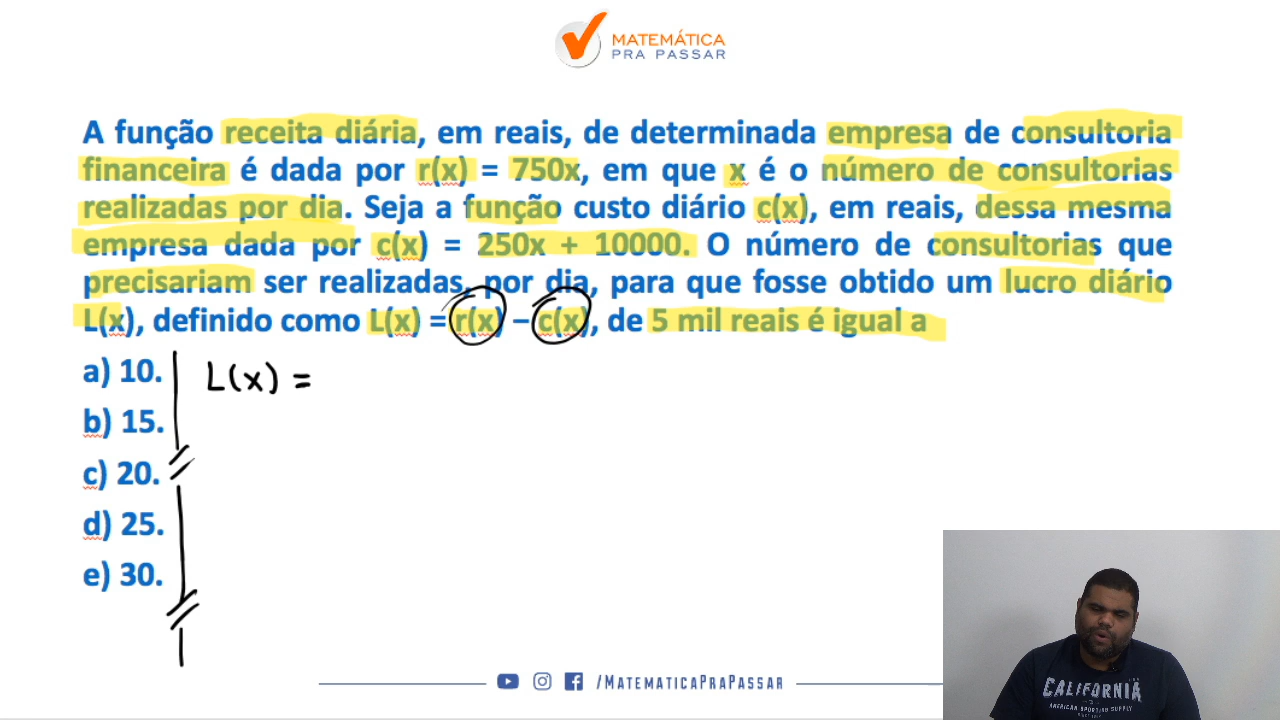 MATEMÁTICA
PRA PASSAR
A função receita diária, em reais, de determinada empresa de consultoria
financeira é dada por r(x) = 750x, em que x é o número de consultorias
realizadas por dia. Seja a função custo diário c(x), em reais, dessa mesma
empresa dada por c(x) = 250x + 10000. O número de consultorias que
precisariam ser realizadas, por dia, para que fosse obtido um lucro diário
L(x), definido como L(x) = r(x) – c(x), de 5 mil reais é igual a
a) 10.
L(x) =
b) 15.
c) 20.
d) 25.
e) 30.
/MATEMATICAPRAPASSAR
CALIFORNIA
AMERICAN SPORTING SUPPLY